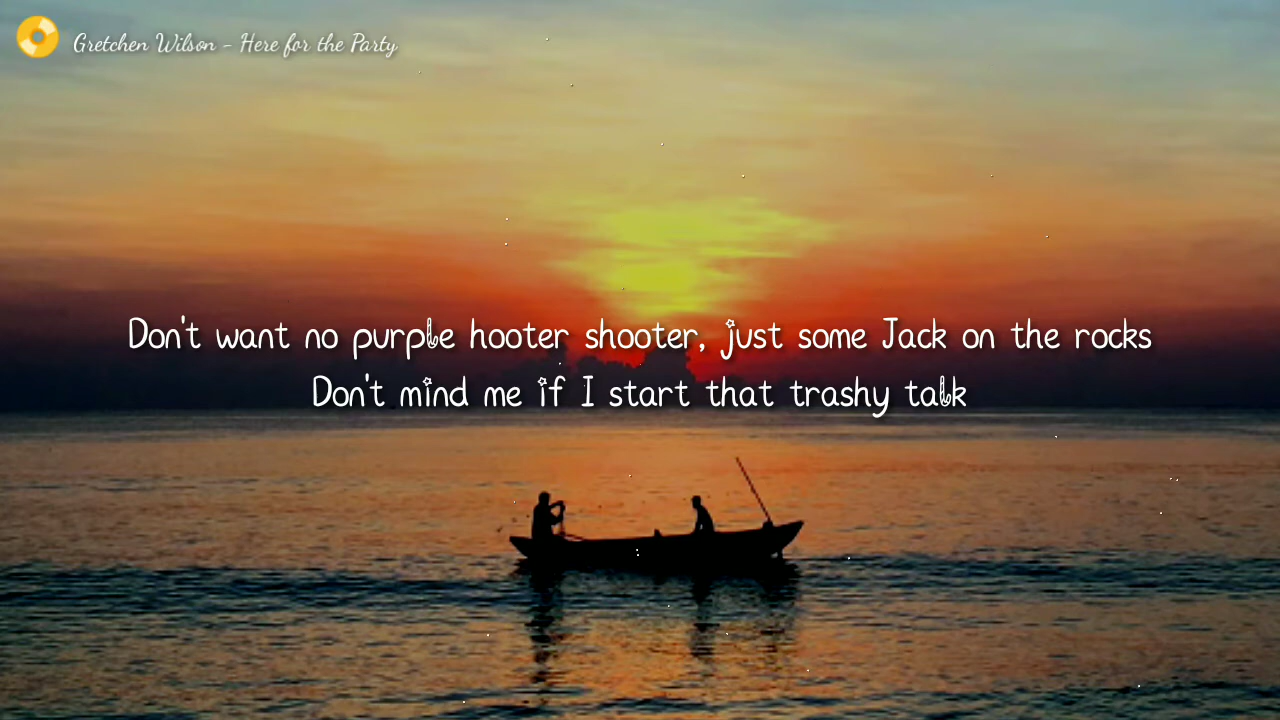 Gretchen Wilson - Here for the Party
Don't want no purple hooter shooter, just some Jack on the rocks
Don't mind me if I start that trashy talk